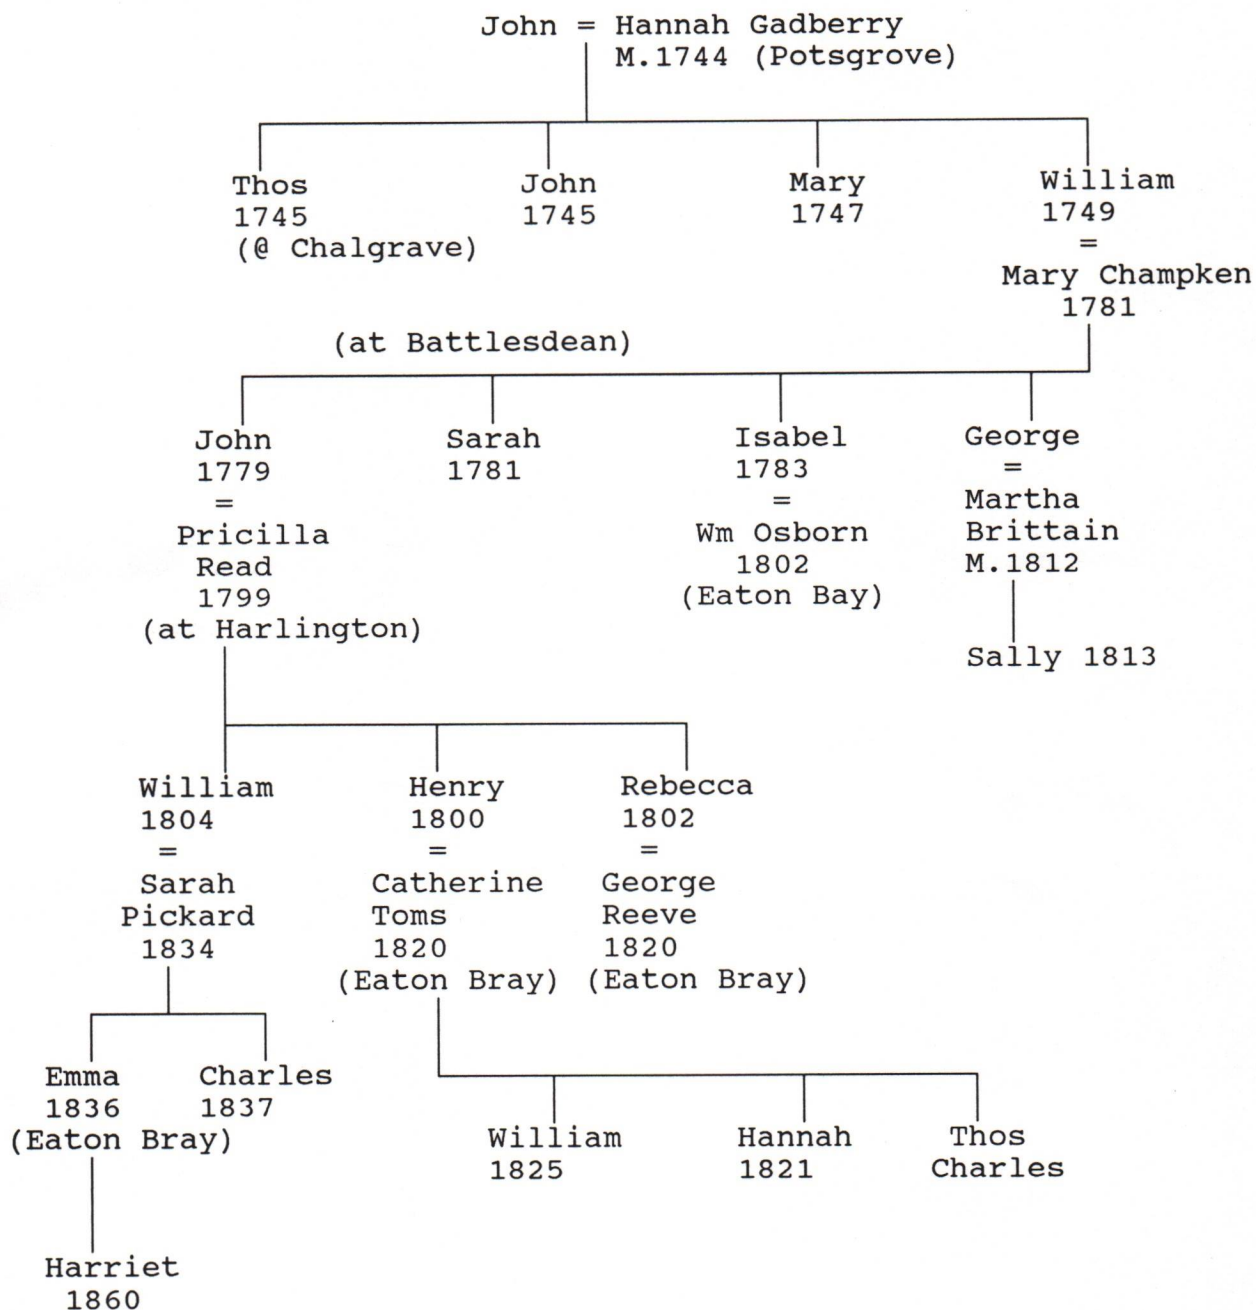 John = Hannah Gadberry
M.1744 (Potsgrove)
Thos
1745
(@ Chalgrave)
John
1745
Mary
1747
William
1749
=
Mary Champken
1781
(at Battlesdean)
John
1779
=
Pricilla
Read
1799
(at Harlington)
Sarah
1781
Isabel
1783
=
Wm Osborn
1802
(Eaton Bay)
George
=
Martha
Brittain
M.1812
Sally 1813
William
1804
=
Sarah
Pickard
1834
Henry
1800
=
Catherine
Toms
1820
(Eaton Bray)
Rebecca
1802
=
George
Reeve
1820
(Eaton Bray)
Emma
1836
(Eaton Bray)
Charles
1837
William
1825
Hannah
1821
Thos
Charles
Harriet
1860